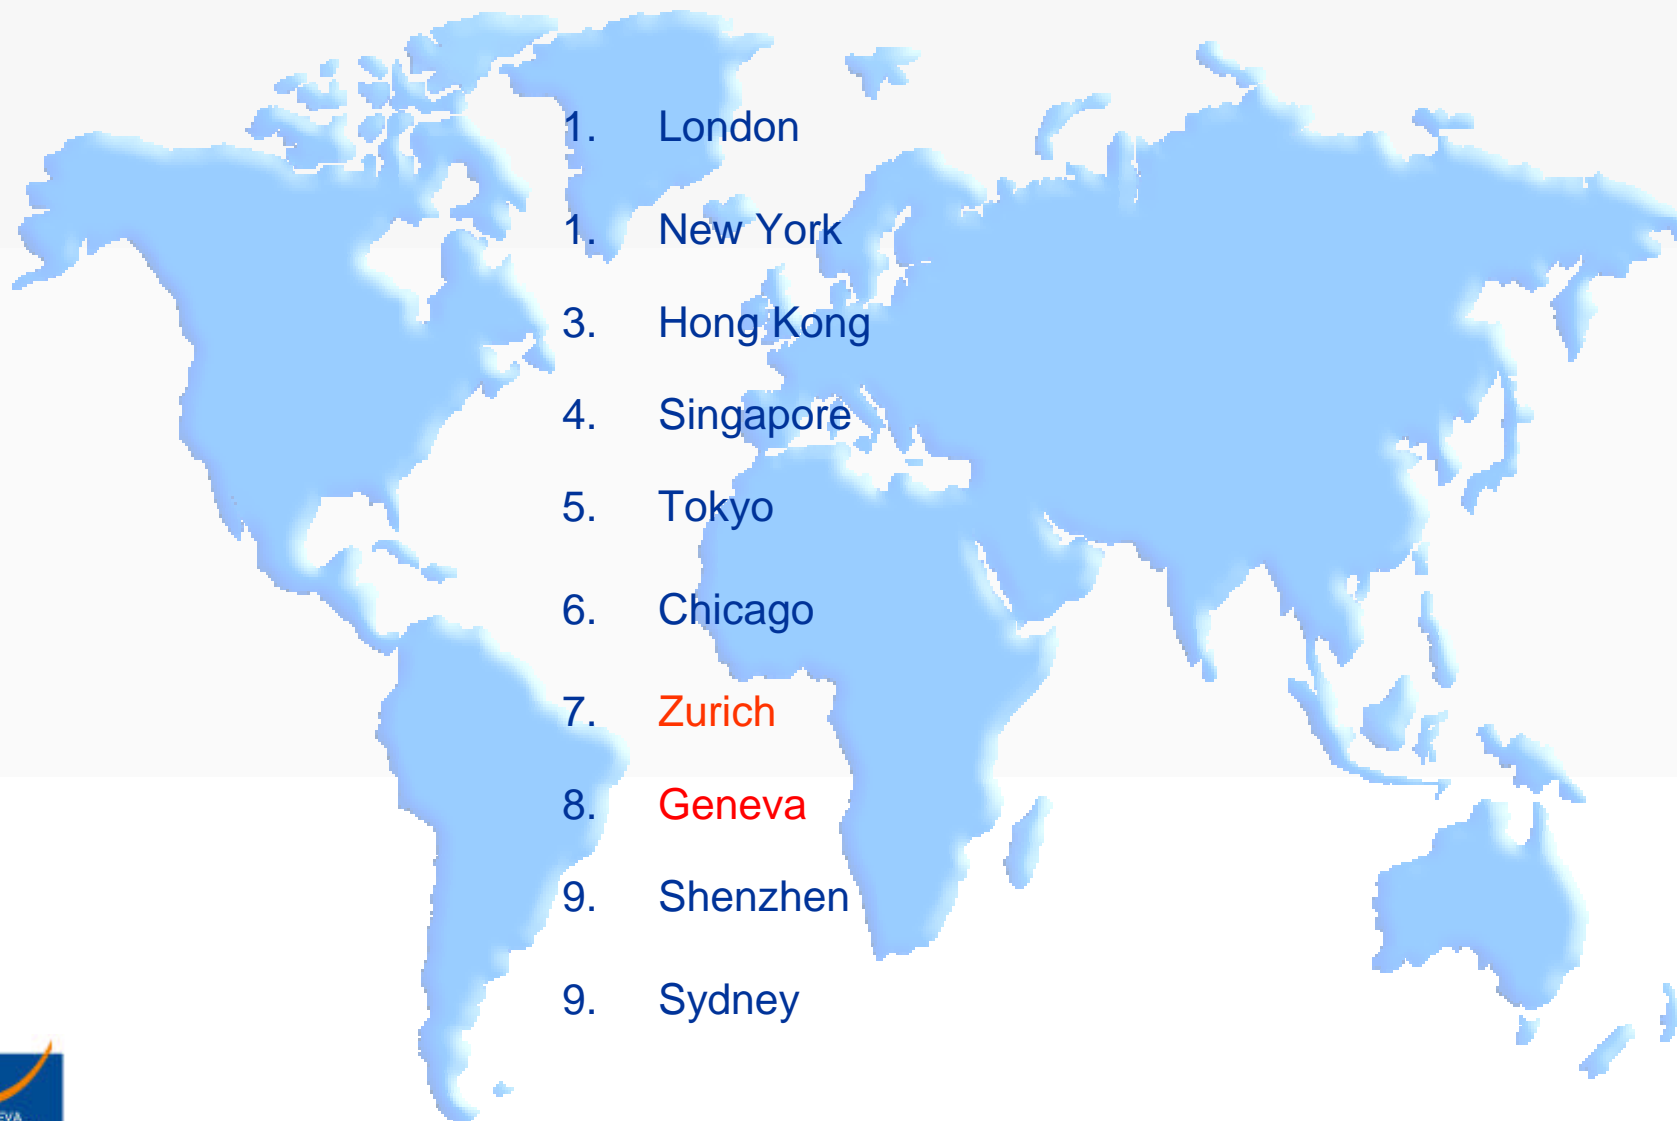 1. London
1. New York
3. Hong Kong
4. Singapore
5. Tokyo
6. Chicago
7. Zurich
8. Geneva
9. Shenzhen
9. Sydney